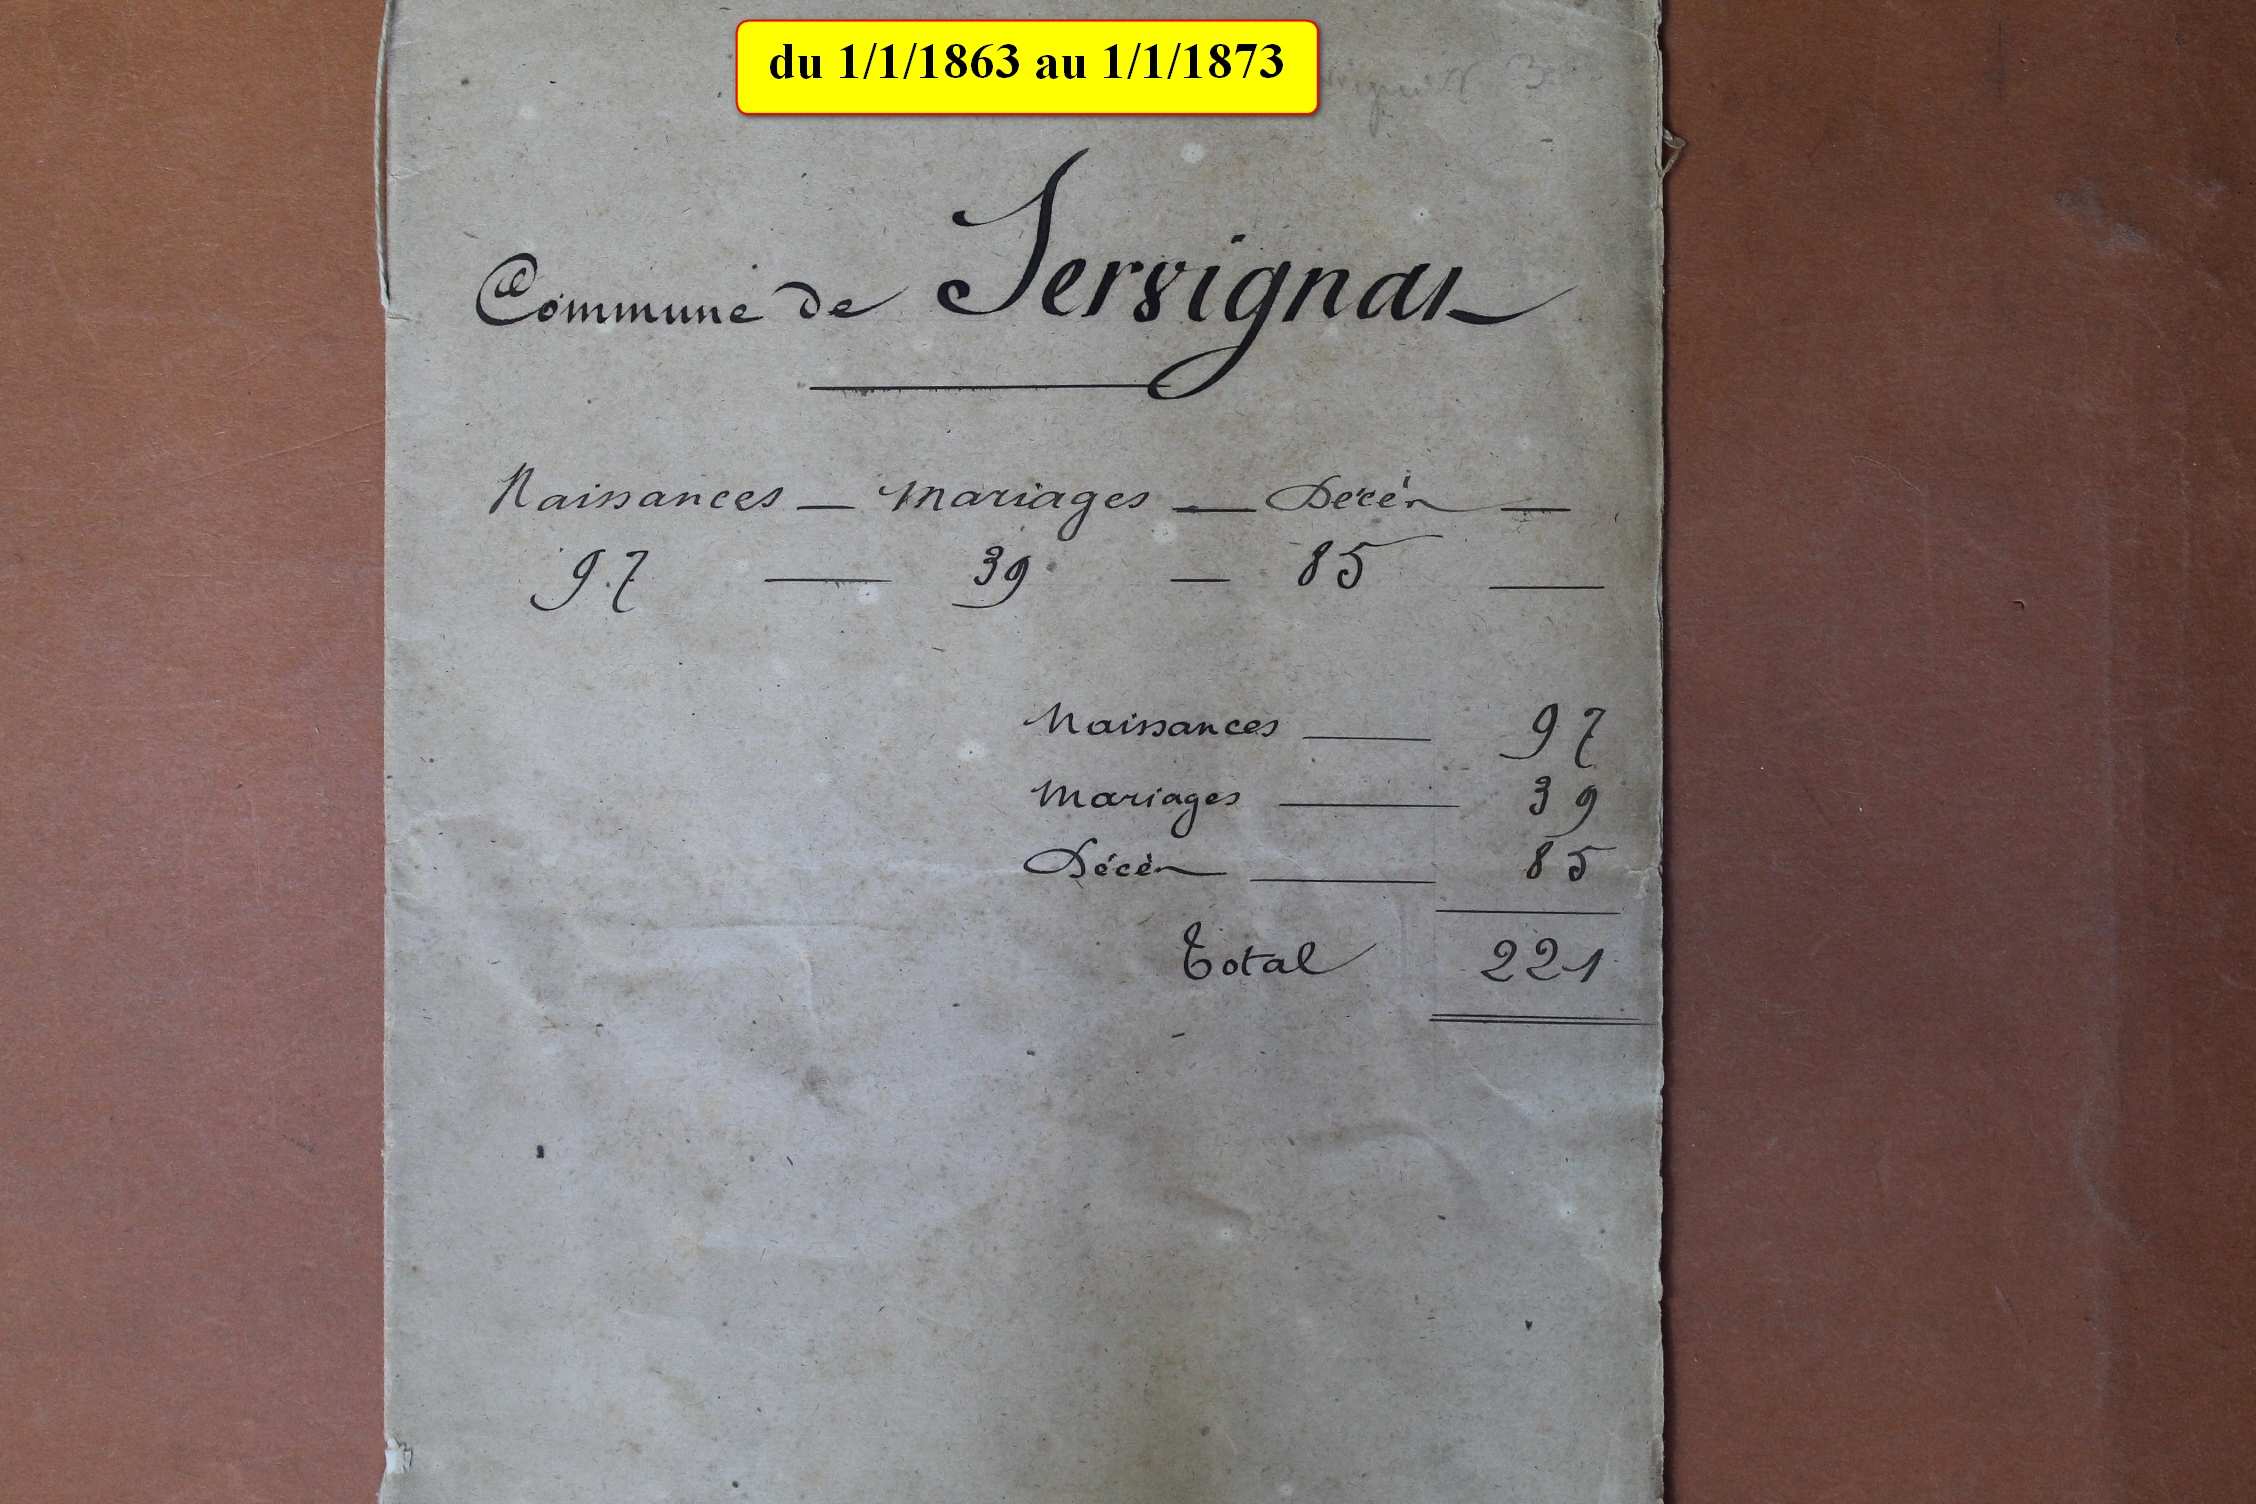 du 1/1/1863 au 1/1/1873
Commune de Servignat
Naissances — Mariages — Décès —
97 — 39 — 85 —
Naissances — 97
Mariages — 39
Décès — 85
Total 221